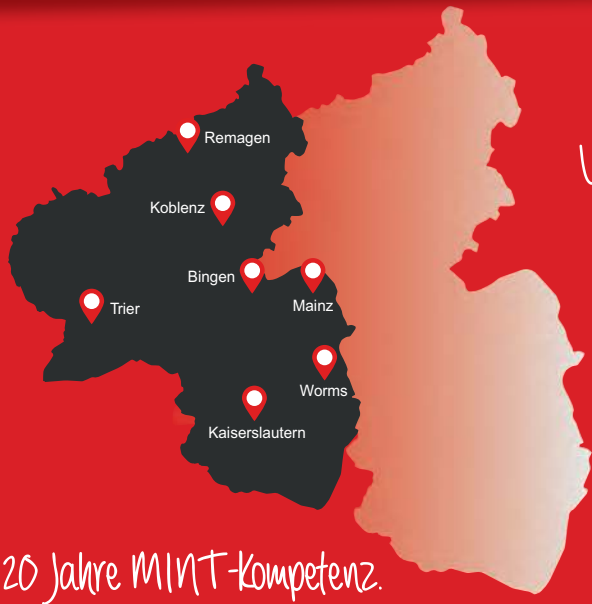 Remagen
Koblenz
Bingen
Mainz
Trier
Worms
Kaiserslautern
20 Jahre MINT-Kompetenz.